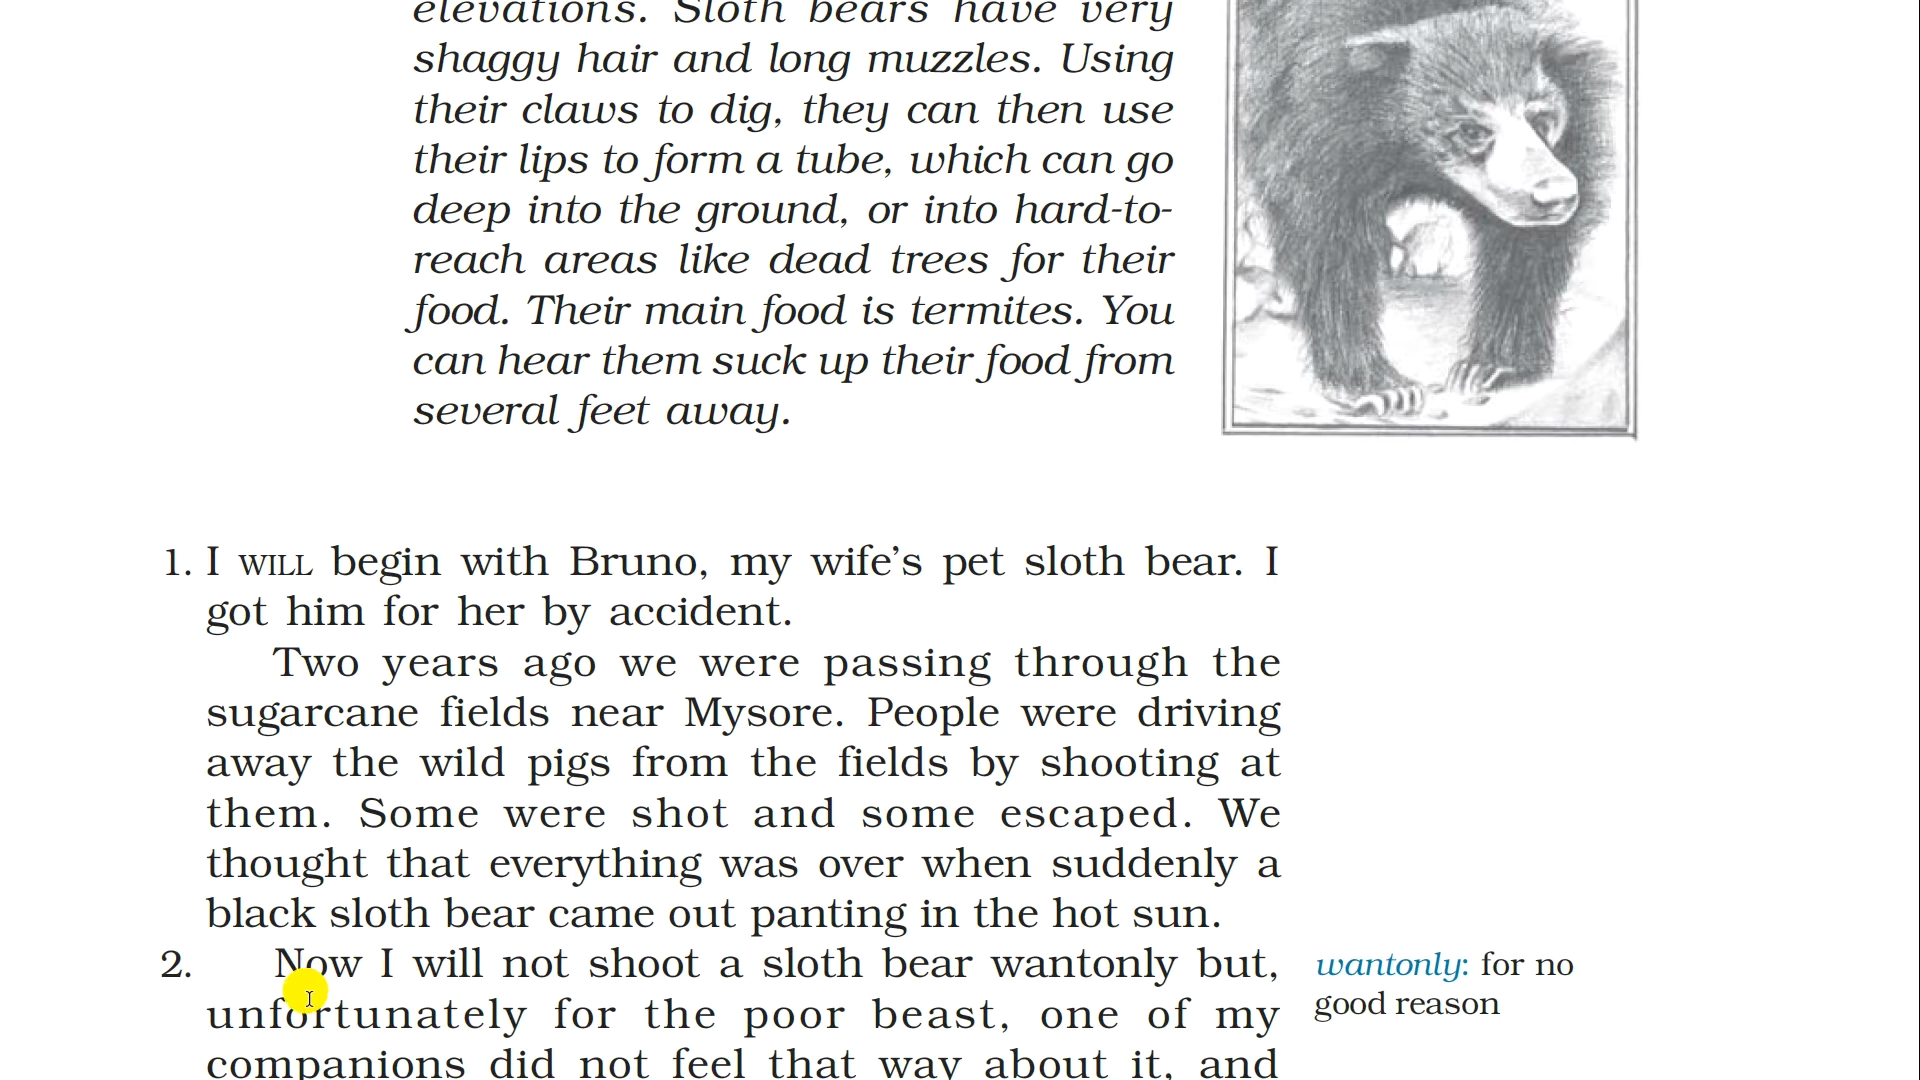 elevations. Sloth bears have very
shaggy hair and long muzzles. Using
their claws to dig, they can then use
their lips to form a tube, which can go
deep into the ground, or into hard-to-
reach areas like dead trees for their
food. Their main food is termites. You
can hear them suck up their food from
several feet away.
1. I WILL begin with Bruno, my wife’s pet sloth bear. I
got him for her by accident.
Two years ago we were passing through the
sugarcane fields near Mysore. People were driving
away the wild pigs from the fields by shooting at
them. Some were shot and some escaped. We
thought that everything was over when suddenly a
black sloth bear came out panting in the hot sun.
2. Now I will not shoot a sloth bear wantonly but,
unfortunately for the poor beast, one of my
companions did not feel that way about it, and
wantonly: for no
good reason